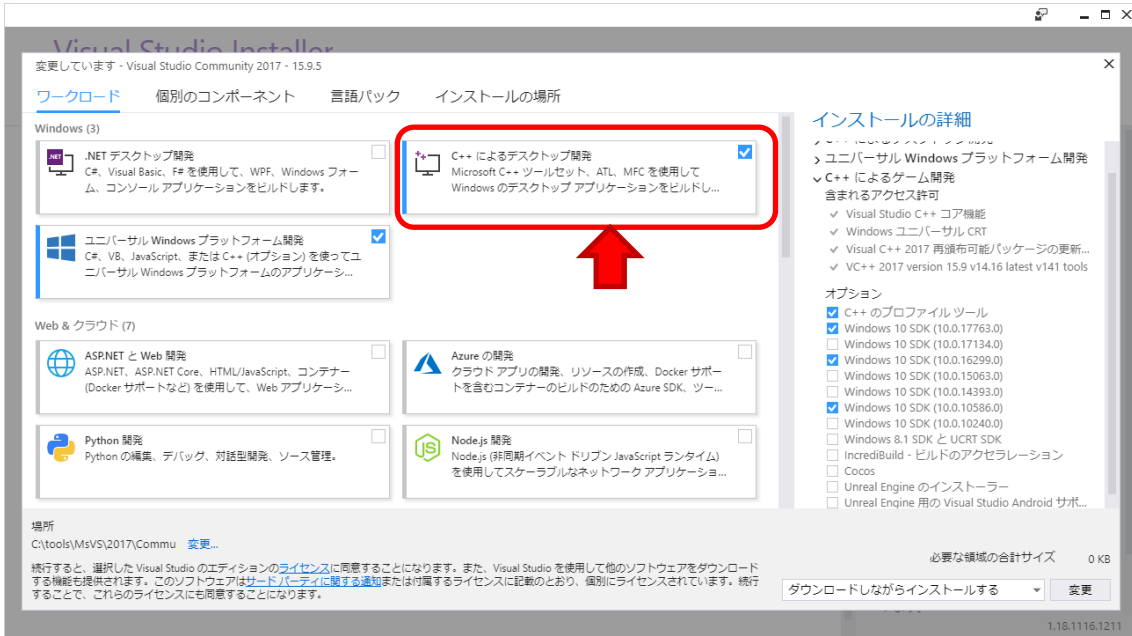 Visual Studio Installer
変更しています - Visual Studio Community 2017 - 15.9.5
ワークロード 個別のコンポーネント 言語パック インストールの場所
Windows (3)
.NET
.NET デスクトップ開発
C#、Visual Basic、F# を使用して、WPF、Windows フォー
ム、コンソール アプリケーションをビルドします。
C++ によるデスクトップ開発
Microsoft C++ ツールセット、ATL、MFC を使用して
Windows のデスクトップ アプリケーションをビルドし...
ユニバーサル Windows プラットフォーム開発
C#、VB、JavaScript、または C++ (オプション) を使ってユ
ニバーサル Windows プラットフォームのアプリケーシ...
Web & クラウド (7)
ASP.NET と Web 開発
ASP.NET、ASP.NET Core、HTML/JavaScript、コンテナー
(Docker サポートなど) を使用して、Web アプリケーシ...
Azure の開発
クラウド アプリの開発、リソースの作成、Docker サポー
トを含むコンテナーのビルドのための Azure SDK、ツー...
Python 開発
Python の編集、デバッグ、対話型開発、ソース管理。
JS
Node.js 開発
Node.js (非同期イベント ドリブン JavaScript ランタイム)
を使用してスケーラブルなネットワーク アプリケーショ...
インストールの詳細
ユニバーサル Windows プラットフォーム開発
C++ によるゲーム開発
含まれるアクセス許可
Visual Studio C++ コア機能
Windows ユニバーサル CRT
Visual C++ 2017 再頒布可能パッケージの更新...
VC++ 2017 version 15.9 v14.16 latest v141 tools
オプション
C++ のプロファイル ツール
Windows 10 SDK (10.0.17763.0)
Windows 10 SDK (10.0.17134.0)
Windows 10 SDK (10.0.16299.0)
Windows 10 SDK (10.0.15063.0)
Windows 10 SDK (10.0.14393.0)
Windows 10 SDK (10.0.10586.0)
Windows 10 SDK (10.0.10240.0)
Windows 8.1 SDK と UCRT SDK
IncrediBuild - ビルドのアクセラレーション
Cocos
Unreal Engine のインストーラー
Unreal Engine 用の Visual Studio Android サポ...
場所
C:\tools\MsVS\2017\Commu 変更...
続行すると、選択した Visual Studio のエディションのライセンスに同意することになります。また、Visual Studio を使用して他のソフトウェアをダウンロード
する機能も提供されます。このソフトウェアはサード パーティに関する通知または付属するライセンスに記載のとおり、個別にライセンスされています。続行
することで、これらのライセンスにも同意することになります。
必要な領域の合計サイズ 0 KB
ダウンロードしながらインストールする 変更
1.18.1116.1211